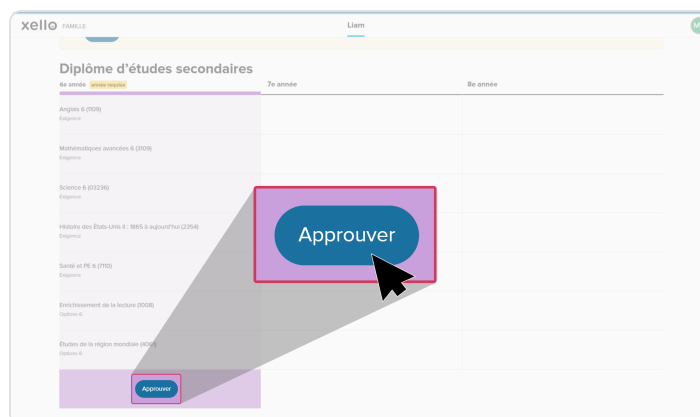 xello FAMILLE
Liam
M
Diplôme d'études secondaires
6e année année requise
7e année
8e année
Anglais 6 (1109)
Exigence
Mathématiques avancées 6 (3109)
Exigence
Science 6 (03236)
Exigence
Histoire des États-Unis II : 1865 à aujourd'hui (2354)
Exigence
Santé et PE 6 (7110)
Exigence
Enrichissement de la lecture (1008)
Options 6
Études de la région mondiale
Options 6
Approuver
Approuver